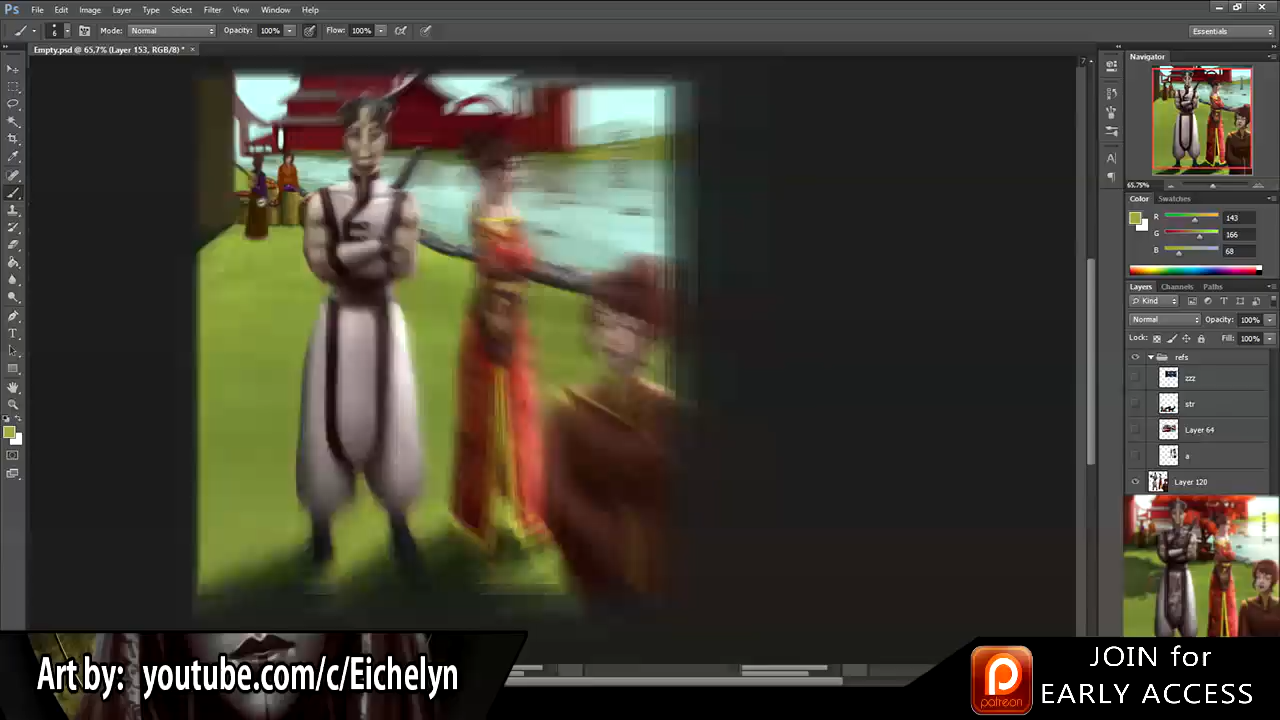 Ps File Edit Image Layer Type Select Filter View Window Help
6 Mode: Normal Opacity: 100% Flow: 100% Essentials
Empty.psd @ 65,7% (Layer 153, RGB/8) * ×
Navigator
65.75%
Color Swatches
R 143
G 166
B 68
Layers Channels Paths
Kind
Normal Opacity: 100%
Lock: Fill: 100%
refs
zzz
str
Layer 64
a
Layer 120
Art by: youtube.com/c/Eichelyn
patreon
JOIN for
EARLY ACCESS